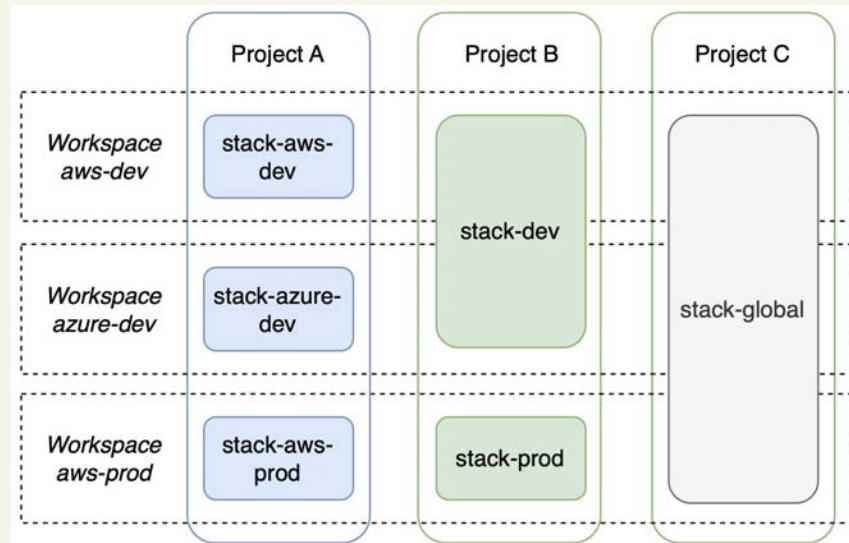 Project A
Project B
Project C
Workspace
aws-dev
stack-aws-
dev
stack-dev
Workspace
azure-dev
stack-azure-
dev
stack-global
Workspace
aws-prod
stack-aws-
prod
stack-prod